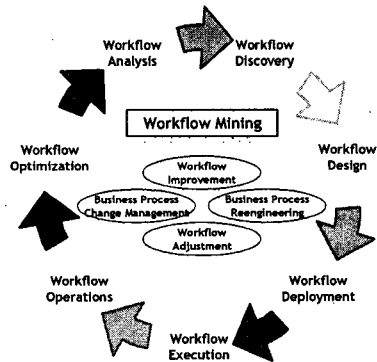 Workflow
Analysis
Workflow
Discovery
Workflow Mining
Workflow
Optimization
Workflow
Design
Workflow
Improvement
Business Process
Change Management
Business Process
Reengineering
Workflow
Adjustment
Workflow
Operations
Workflow
Deployment
Workflow
Execution